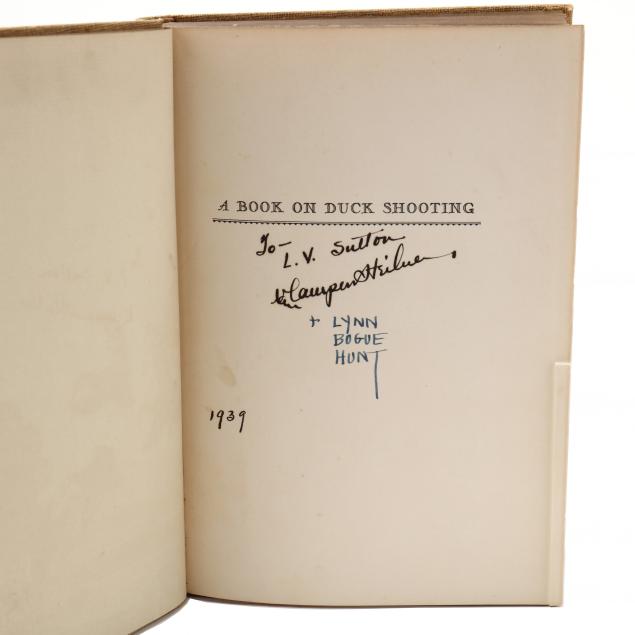 A BOOK ON DUCK SHOOTING
To-
L.V. Sutton
Van Campen Heilner
+ LYNN
BOGUE
HUNT
1939